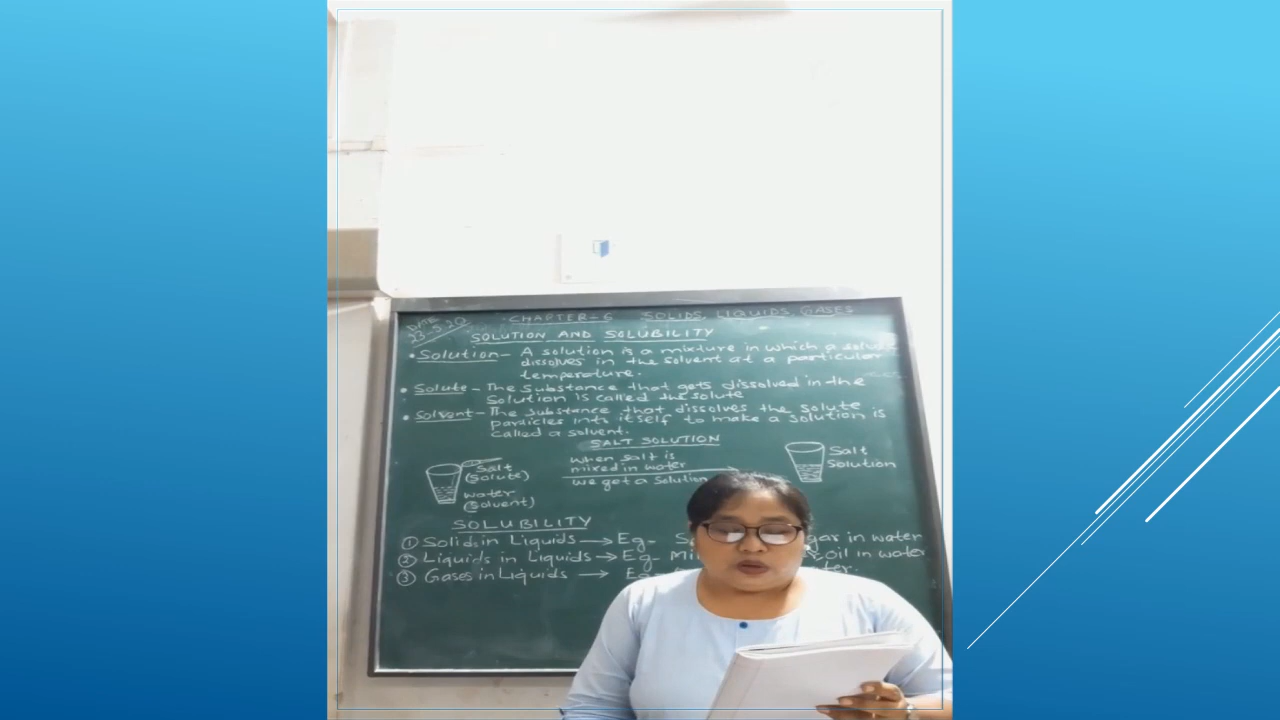 Date
23.5.20
CHAPTER-6 SOLIDS, LIQUIDS, GASES
SOLUTION AND SOLUBILITY
• Solution - A solution is a mixture in which a solute
dissolves in the solvent at a particular
temperature.
• Solute - The substance that gets dissolved in the
solution is called the solute
• Solvent - The substance that dissolves the solute
particles into itself to make a solution is
called a solvent.
SALT SOLUTION
Salt
(solute)
water
(solvent)
when salt is
mixed in water
we get a solution
Salt
Solution
SOLUBILITY
① Solids in Liquids → Eg- in water
② Liquids in Liquids → Eg- oil in water
③ Gases in Liquids →